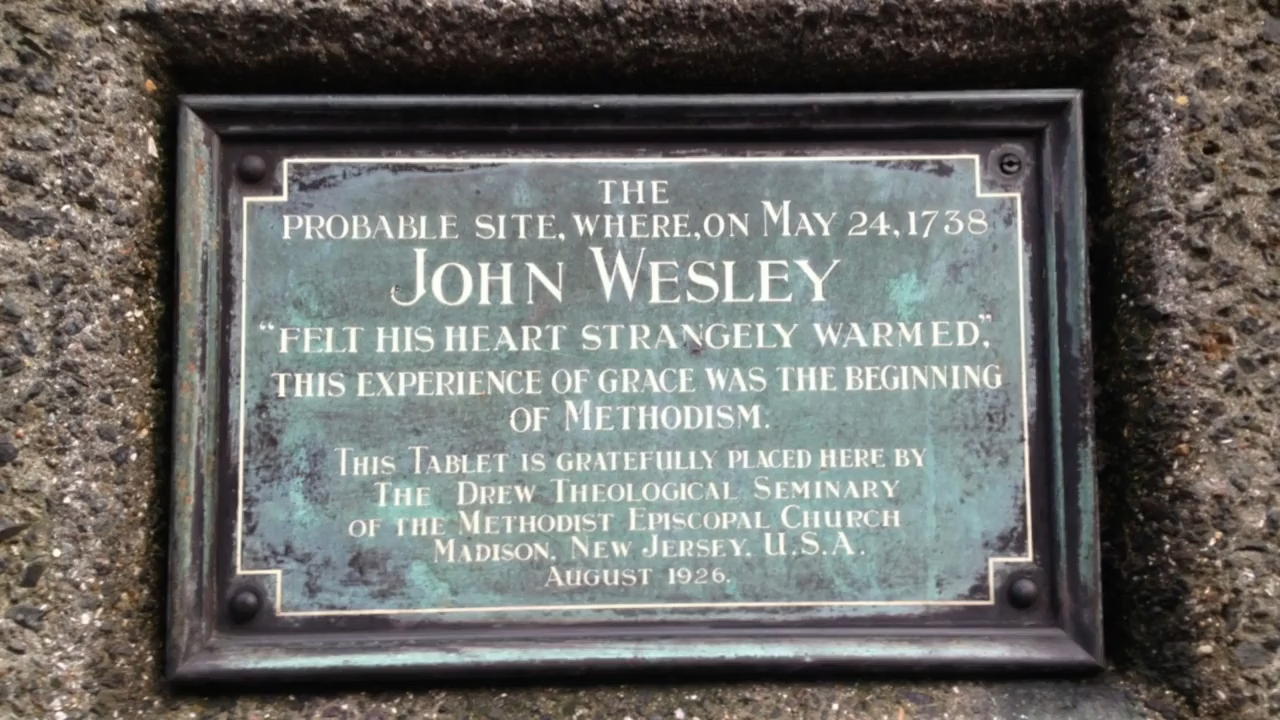 THE
PROBABLE SITE, WHERE, ON MAY 24, 1738
JOHN WESLEY
"FELT HIS HEART STRANGELY WARMED",
THIS EXPERIENCE OF GRACE WAS THE BEGINNING
OF METHODISM.
THIS TABLET IS GRATEFULLY PLACED HERE BY
THE DREW THEOLOGICAL SEMINARY
OF THE METHODIST EPISCOPAL CHURCH
MADISON. NEW JERSEY. U.S.A.
AUGUST 1926.